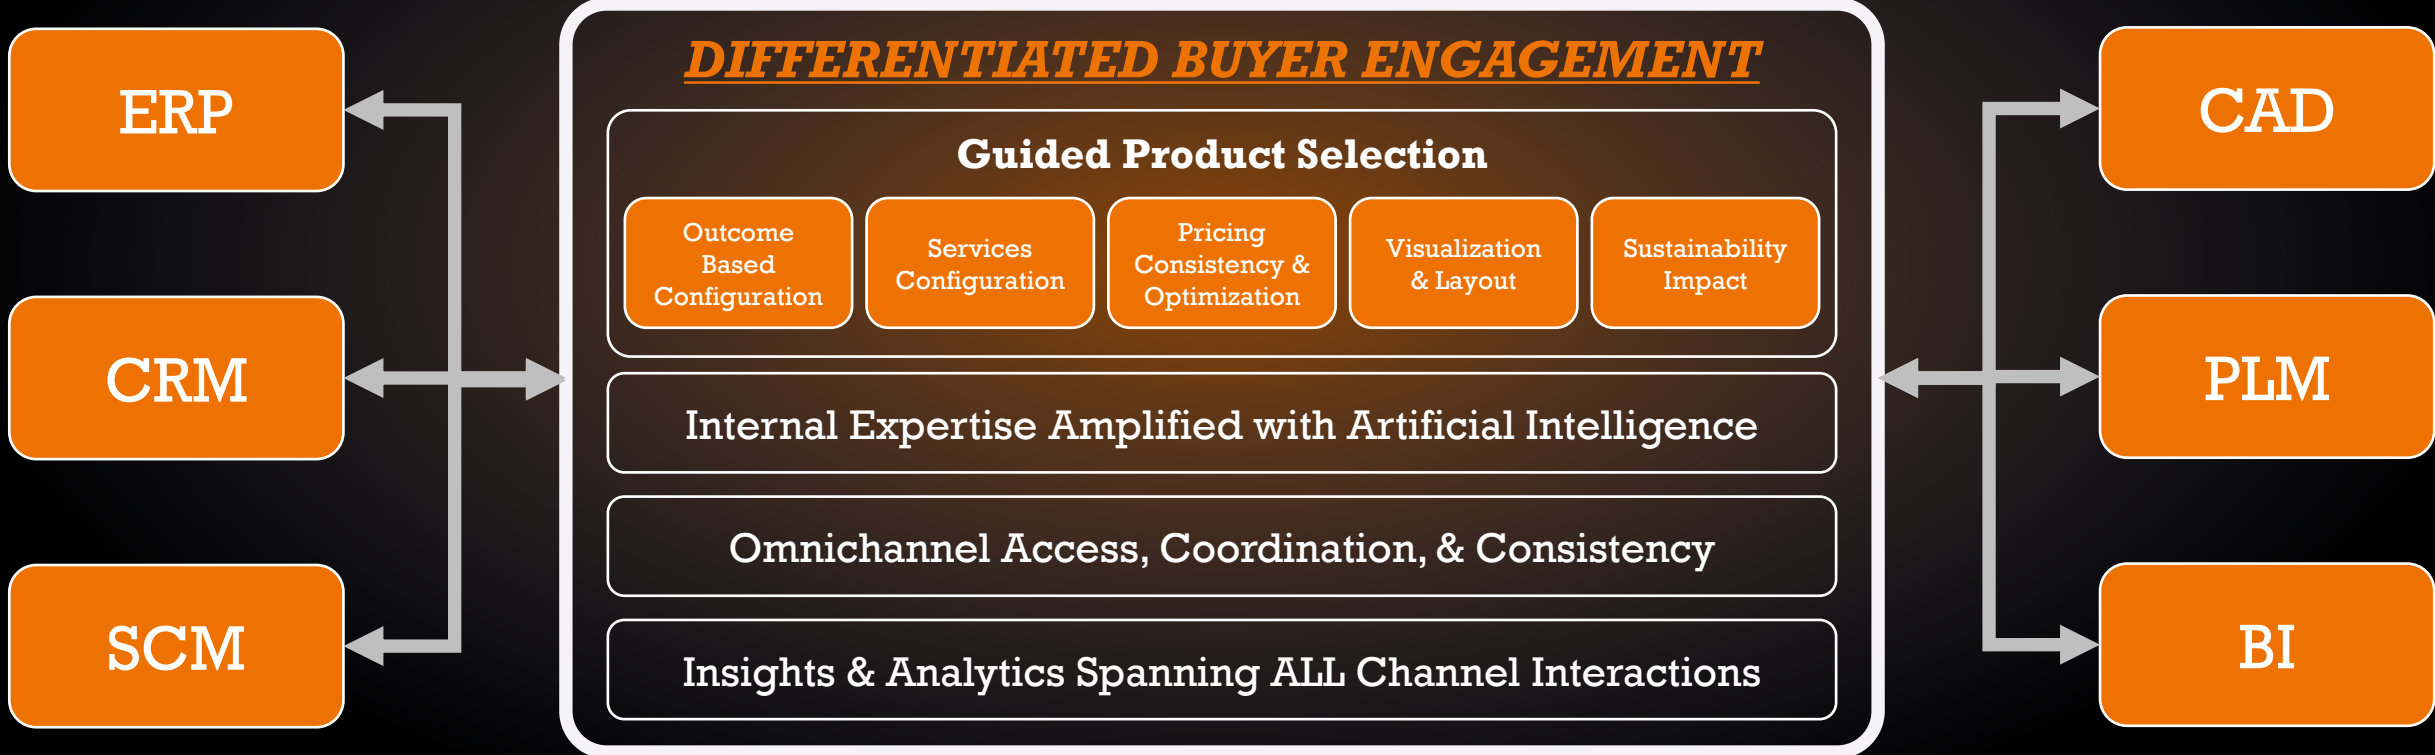 ERP
CRM
SCM
DIFFERENTIATED BUYER ENGAGEMENT
Guided Product Selection
Outcome
Based
Configuration
Services
Configuration
Pricing
Consistency &
Optimization
Visualization
& Layout
Sustainability
Impact
Internal Expertise Amplified with Artificial Intelligence
Omnichannel Access, Coordination, & Consistency
Insights & Analytics Spanning ALL Channel Interactions
CAD
PLM
BI